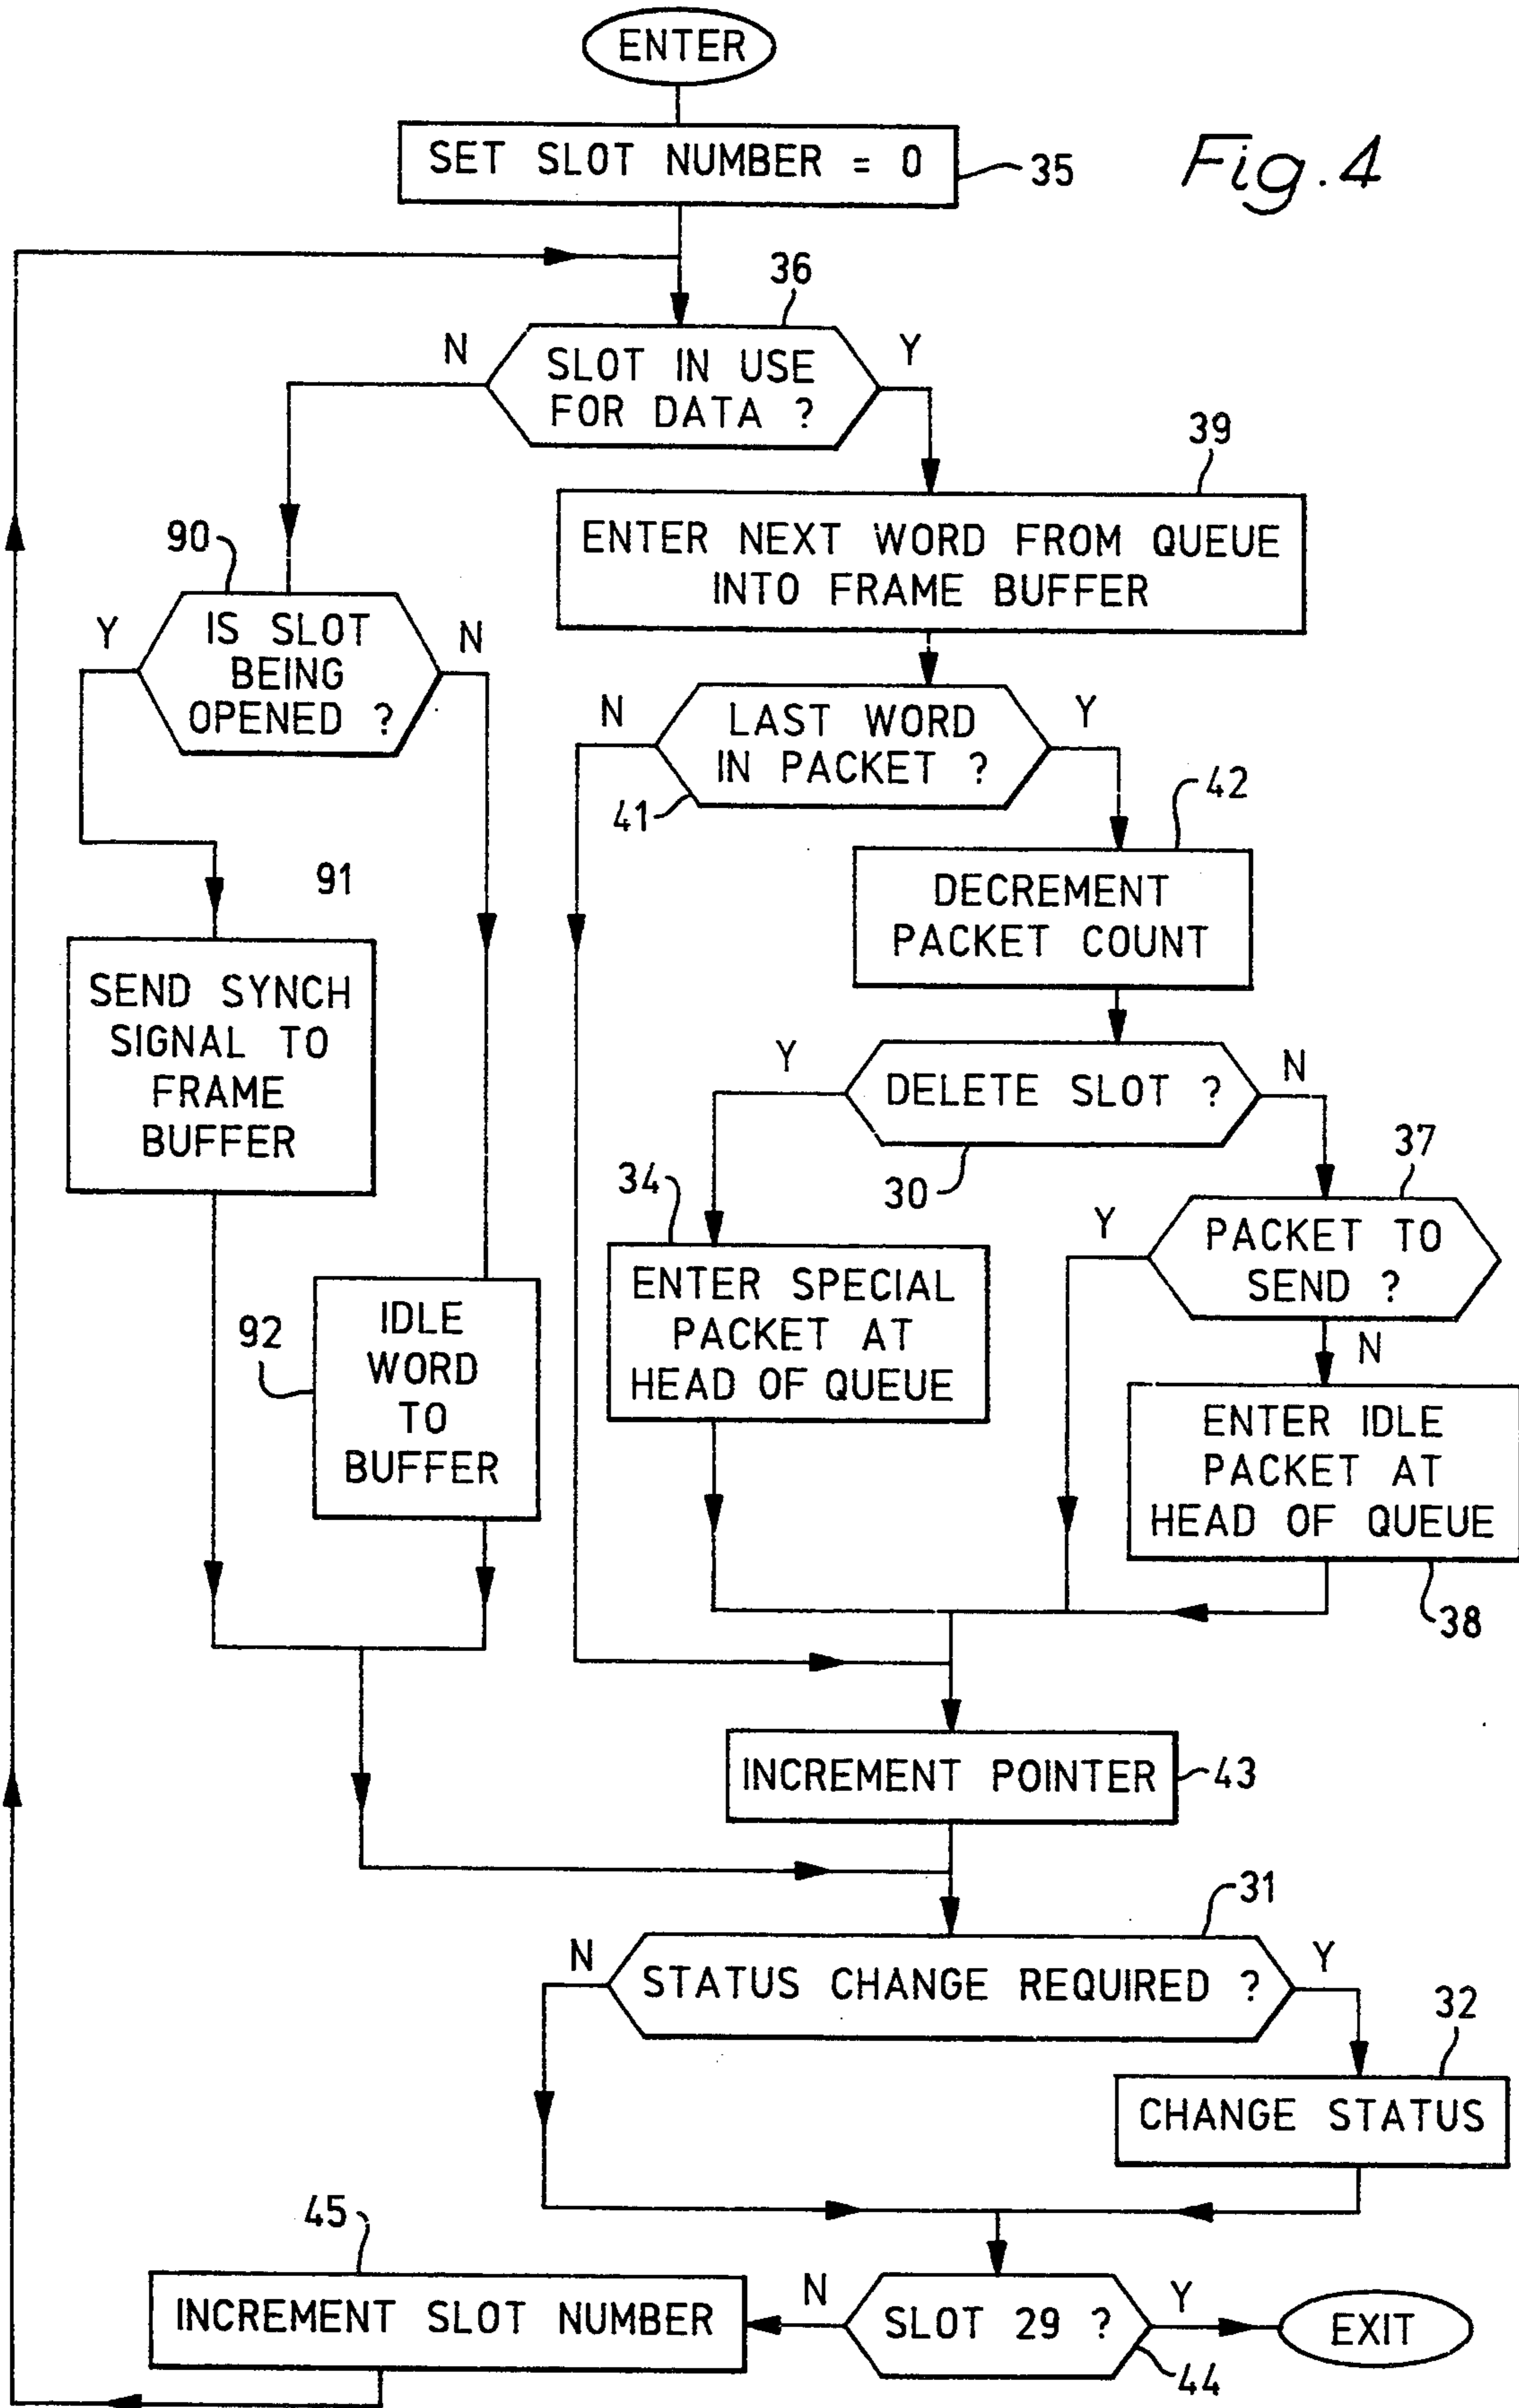 ENTER
SET SLOT NUMBER = 0
35
Fig. 4
36
N
SLOT IN USE
FOR DATA ?
Y
39
ENTER NEXT WORD FROM QUEUE
INTO FRAME BUFFER
90
Y
IS SLOT
BEING
OPENED ?
N
N
LAST WORD
IN PACKET ?
Y
41
42
DECREMENT
PACKET COUNT
91
SEND SYNCH
SIGNAL TO
FRAME
BUFFER
Y
DELETE SLOT ?
N
30
37
34
ENTER SPECIAL
PACKET AT
HEAD OF QUEUE
Y
PACKET TO
SEND ?
N
92
IDLE
WORD
TO
BUFFER
ENTER IDLE
PACKET AT
HEAD OF QUEUE
38
INCREMENT POINTER
43
31
N
STATUS CHANGE REQUIRED ?
Y
32
CHANGE STATUS
45
INCREMENT SLOT NUMBER
N
SLOT 29 ?
Y
EXIT
44